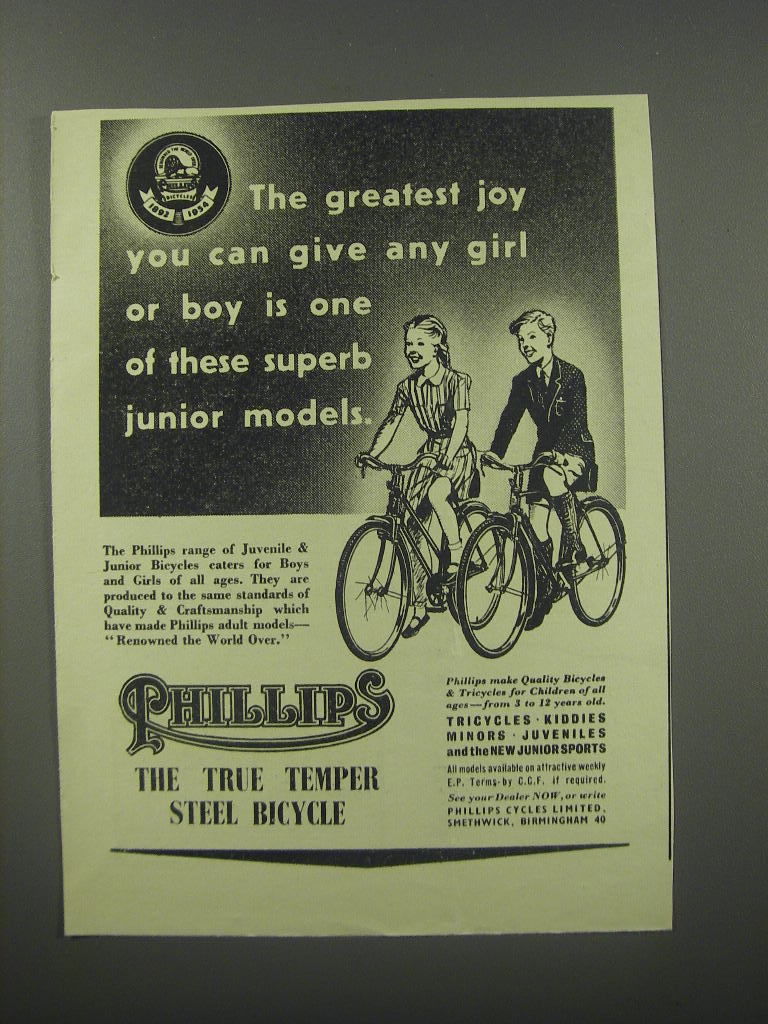 BICYCLES
1892 1954
The greatest joy
you can give any girl
or boy is one
of these superb
junior models.
The Phillips range of Juvenile &
Junior Bicycles caters for Boys
and Girls of all ages. They are
produced to the same standards of
Quality & Craftsmanship which
have made Phillips adult models—
"Renowned the World Over."
PHILLIPS
THE TRUE TEMPER
STEEL BICYCLE
Phillips make Quality Bicycles
& Tricycles for Children of all
ages—from 3 to 12 years old.
TRICYCLES · KIDDIES
MINORS · JUVENILES
and the NEW JUNIOR SPORTS
All models available on attractive weekly
E.P. Terms-by C.C.F. if required.
See your Dealer NOW, or write
PHILLIPS CYCLES LIMITED,
SMETHWICK, BIRMINGHAM 40